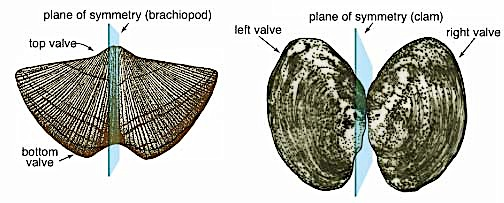 plane of symmetry (brachiopod)
top valve
bottom
valve
plane of symmetry (clam)
left valve
right valve